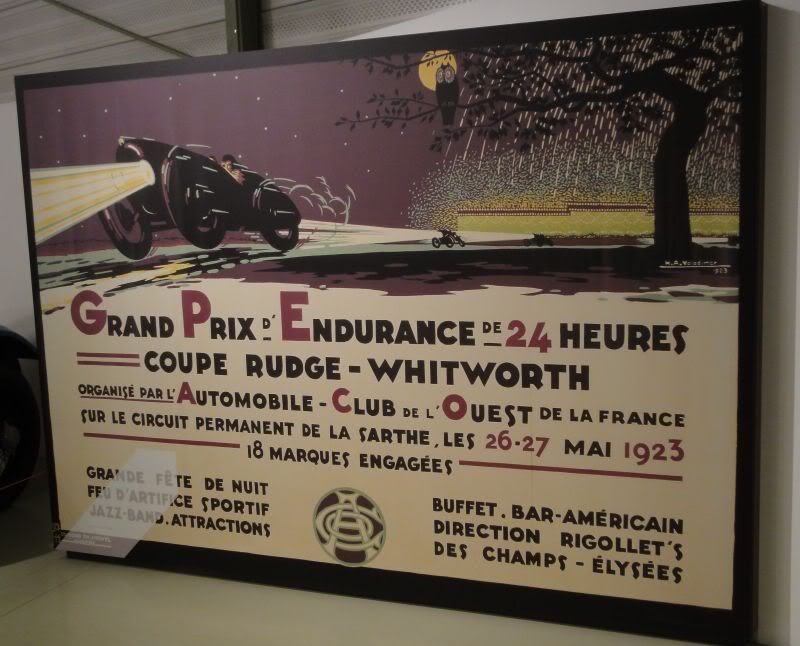 H.A. Volodimer
1923
GRAND PRIX D'ENDURANCE DE 24 HEURES
COUPE RUDGE - WHITWORTH
ORGANISÉ PAR L'AUTOMOBILE - CLUB DE L'OUEST DE LA FRANCE
SUR LE CIRCUIT PERMANENT DE LA SARTHE, LES 26-27 MAI 1923
18 MARQUES ENGAGÉES
GRANDE FÊTE DE NUIT
FEU D'ARTIFICE SPORTIF
JAZZ-BAND. ATTRACTIONS
BUFFET. BAR-AMÉRICAIN
DIRECTION RIGOLLET'S
DES CHAMPS - ÉLYSÉES